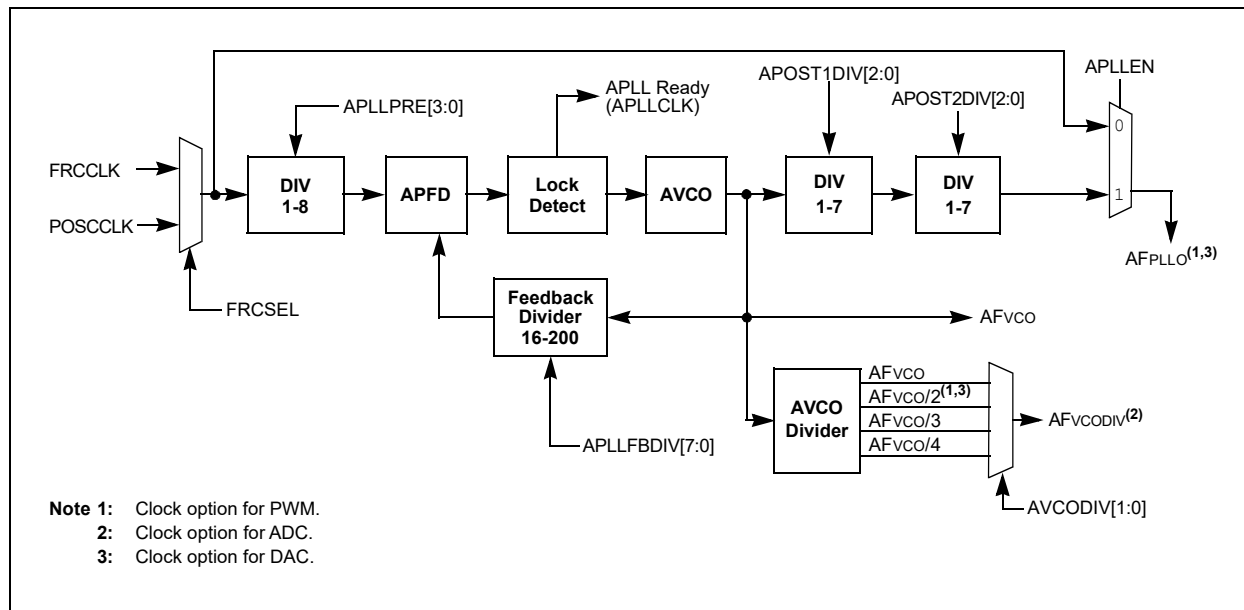 APLLEN
APOST1DIV[2:0]
APLL Ready
(APLLCLK)
APOST2DIV[2:0]
APLLPRE[3:0]
0
FRCCLK
DIV
1-8
APFD
Lock
Detect
AVCO
DIV
1-7
DIV
1-7
1
POSCCLK
AFPLLO(1,3)
FRCSEL
Feedback
Divider
16-200
AFVCO
AVCO
Divider
AFVCO
AFVCO/2(1,3)
AFVCO/3
AFVCO/4
AFVCODIV(2)
APLLFBDIV[7:0]
AVCODIV[1:0]
Note 1: Clock option for PWM.
2: Clock option for ADC.
3: Clock option for DAC.